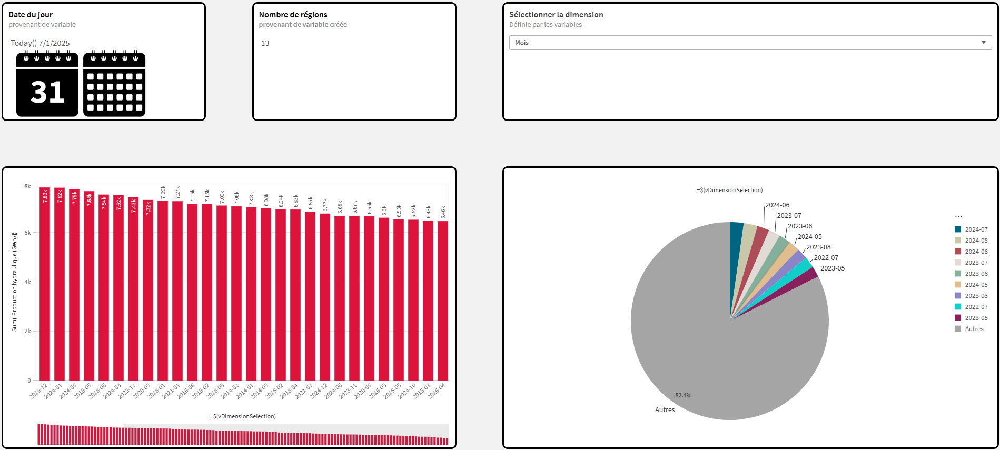 Date du jour
provenant de variable
Today() 7/1/2025
31
Nombre de régions
provenant de variable créée
13
Sélectionner la dimension
Définie par les variables
Mois
8k
6k
4k
2k
0
Sum([Production hydraulique (GWh)])
7.83k
7.82k
7.75k
7.68k
7.54k
7.52k
7.43k
7.32k
7.29k
7.27k
7.16k
7.15k
7.09k
7.06k
7.03k
6.98k
6.94k
6.93k
6.85k
6.77k
6.68k
6.67k
6.66k
6.6k
6.53k
6.52k
6.48k
6.46k
2019-12
2024-01
2024-05
2018-05
2018-06
2024-03
2023-12
2020-03
2018-01
2021-01
2016-06
2018-02
2018-03
2014-02
2014-01
2014-03
2016-02
2018-04
2021-02
2024-12
2024-06
2023-11
2020-05
2016-03
2016-05
2024-10
2015-03
2016-04
=$(vDimensionSelection)
=$(vDimensionSelection)
2024-06
2023-07
2023-06
2024-05
2023-08
2022-07
2023-05
82.4%
Autres
...
2024-07
2024-08
2024-06
2023-07
2023-06
2024-05
2023-08
2022-07
2023-05
Autres